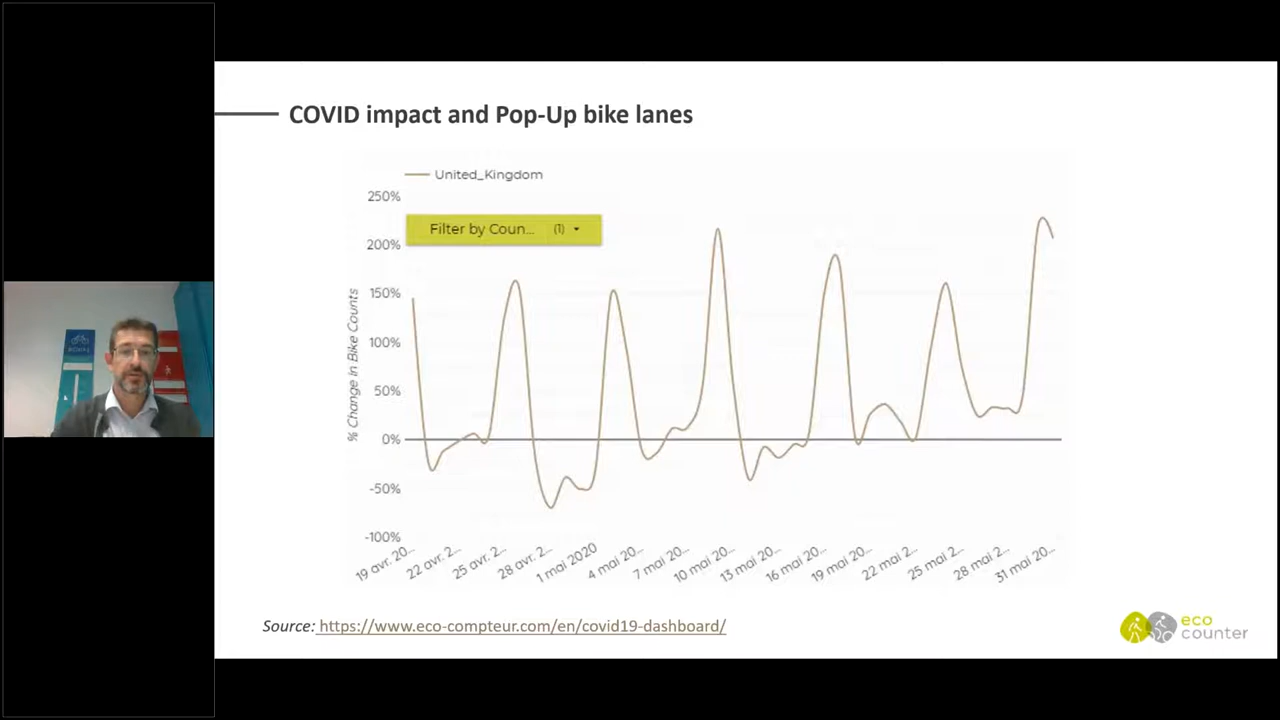 COVID impact and Pop-Up bike lanes
United_Kingdom
250%
Filter by Coun... (1)
200%
150%
100%
50%
0%
-50%
-100%
% Change in Bike Counts
19 avr. 20...
22 avr. 2...
25 avr. 2...
28 avr. 2...
1 mai 2020
4 mai 20...
7 mai 20...
10 mai 20...
13 mai 20...
16 mai 20...
19 mai 20...
22 mai 2...
25 mai 2...
28 mai 2...
31 mai 20...
Source: https://www.eco-compteur.com/en/covid19-dashboard/
eco
counter